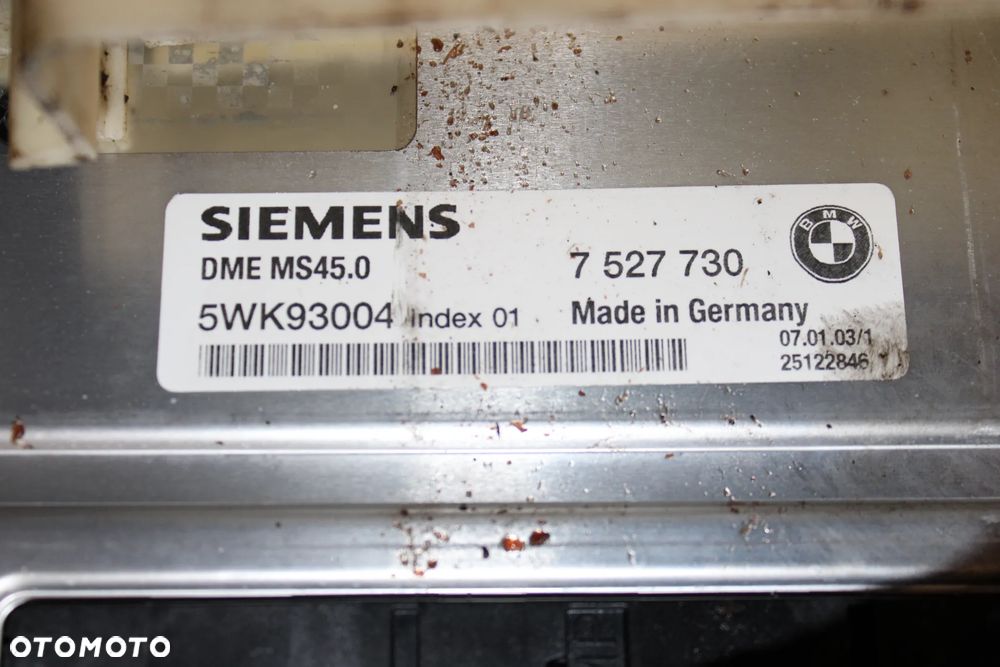 SIEMENS
DME MS45.0
7 527 730
BMW
5WK93004 index 01
Made in Germany
07.01.03/1
25122846
OTOMOTO